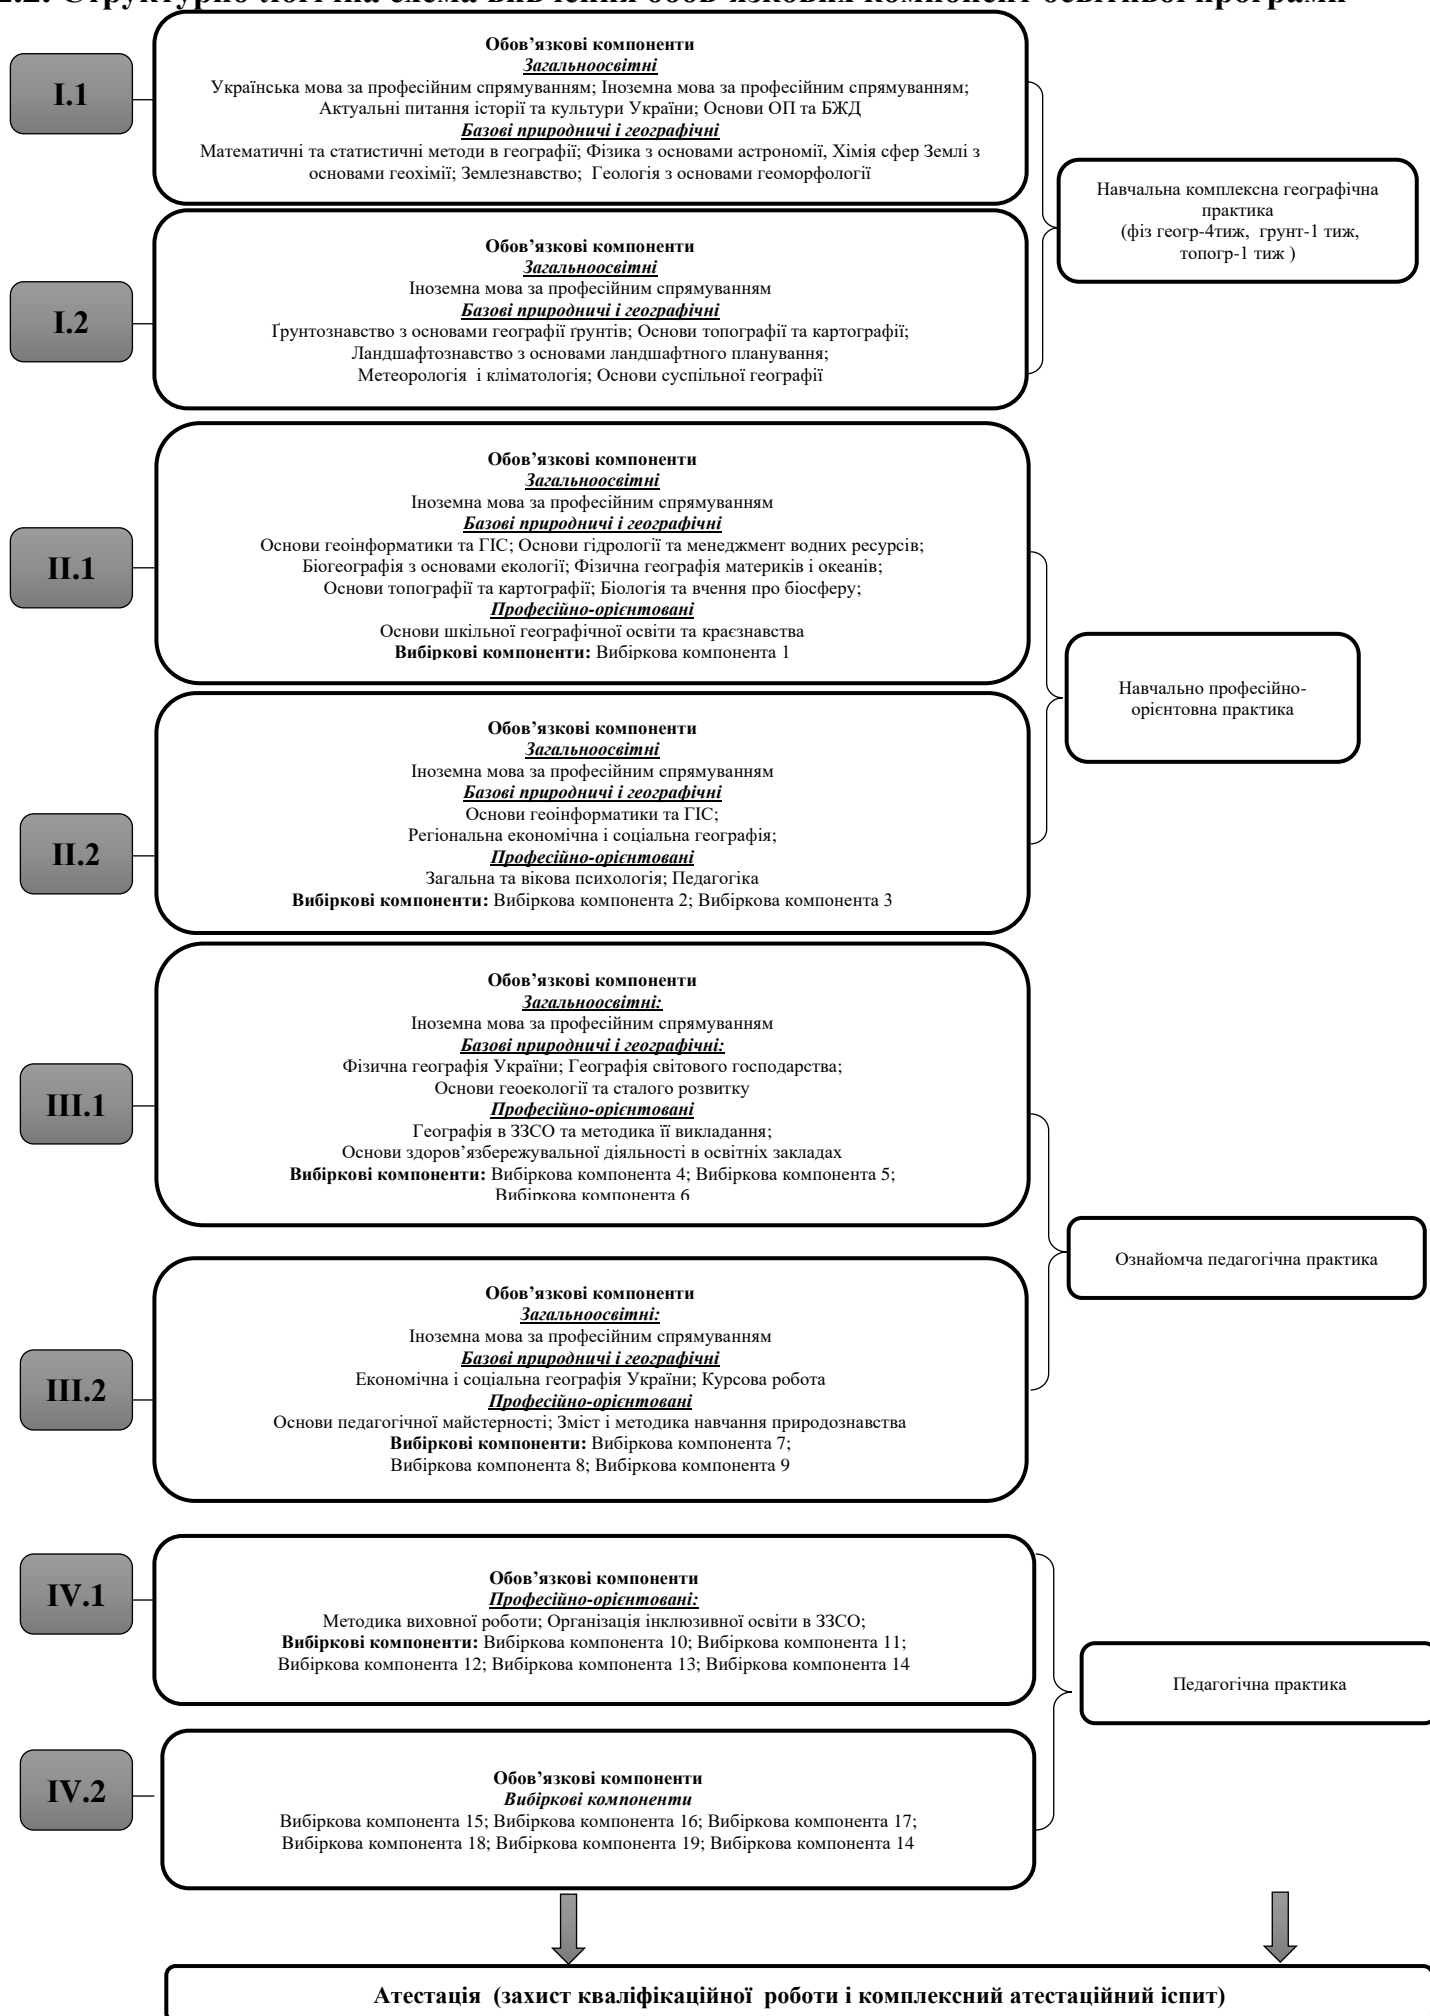 2.2. Структурно-логічна схема вивчення обов'язкових компонент освітньої програми
I.1
Обов’язкові компоненти
Загальноосвітні
Українська мова за професійним спрямуванням; Іноземна мова за професійним спрямуванням;
Актуальні питання історії та культури України; Основи ОП та БЖД
Базові природничі і географічні
Математичні та статистичні методи в географії; Фізика з основами астрономії, Хімія сфер Землі з
основами геохімії; Землезнавство; Геологія з основами геоморфології
Навчальна комплексна географічна
практика
(фіз геогр-4тиж, грунт-1 тиж,
топогр-1 тиж )
I.2
Обов’язкові компоненти
Загальноосвітні
Іноземна мова за професійним спрямуванням
Базові природничі і географічні
Ґрунтознавство з основами географії ґрунтів; Основи топографії та картографії;
Ландшафтознавство з основами ландшафтного планування;
Метеорологія і кліматологія; Основи суспільної географії
II.1
Обов’язкові компоненти
Загальноосвітні
Іноземна мова за професійним спрямуванням
Базові природничі і географічні
Основи геоінформатики та ГІС; Основи гідрології та менеджмент водних ресурсів;
Біогеографія з основами екології; Фізична географія материків і океанів;
Основи топографії та картографії; Біологія та вчення про біосферу;
Професійно-орієнтовані
Основи шкільної географічної освіти та краєзнавства
Вибіркові компоненти: Вибіркова компонента 1
Навчально професійно-
орієнтовна практика
II.2
Обов’язкові компоненти
Загальноосвітні
Іноземна мова за професійним спрямуванням
Базові природничі і географічні
Основи геоінформатики та ГІС;
Регіональна економічна і соціальна географія;
Професійно-орієнтовані
Загальна та вікова психологія; Педагогіка
Вибіркові компоненти: Вибіркова компонента 2; Вибіркова компонента 3
III.1
Обов’язкові компоненти
Загальноосвітні:
Іноземна мова за професійним спрямуванням
Базові природничі і географічні:
Фізична географія України; Географія світового господарства;
Основи геоекології та сталого розвитку
Професійно-орієнтовані
Географія в ЗЗСО та методика її викладання;
Основи здоров’язбережувальної діяльності в освітніх закладах
Вибіркові компоненти: Вибіркова компонента 4; Вибіркова компонента 5;
Вибіркова компонента 6
Ознайомча педагогічна практика
III.2
Обов’язкові компоненти
Загальноосвітні:
Іноземна мова за професійним спрямуванням
Базові природничі і географічні
Економічна і соціальна географія України; Курсова робота
Професійно-орієнтовані
Основи педагогічної майстерності; Зміст і методика навчання природознавства
Вибіркові компоненти: Вибіркова компонента 7;
Вибіркова компонента 8; Вибіркова компонента 9
IV.1
Обов’язкові компоненти
Професійно-орієнтовані:
Методика виховної роботи; Організація інклюзивної освіти в ЗЗСО;
Вибіркові компоненти: Вибіркова компонента 10; Вибіркова компонента 11;
Вибіркова компонента 12; Вибіркова компонента 13; Вибіркова компонента 14
Педагогічна практика
IV.2
Обов’язкові компоненти
Вибіркові компоненти
Вибіркова компонента 15; Вибіркова компонента 16; Вибіркова компонента 17;
Вибіркова компонента 18; Вибіркова компонента 19; Вибіркова компонента 14
Атестація (захист кваліфікаційної роботи і комплексний атестаційний іспит)